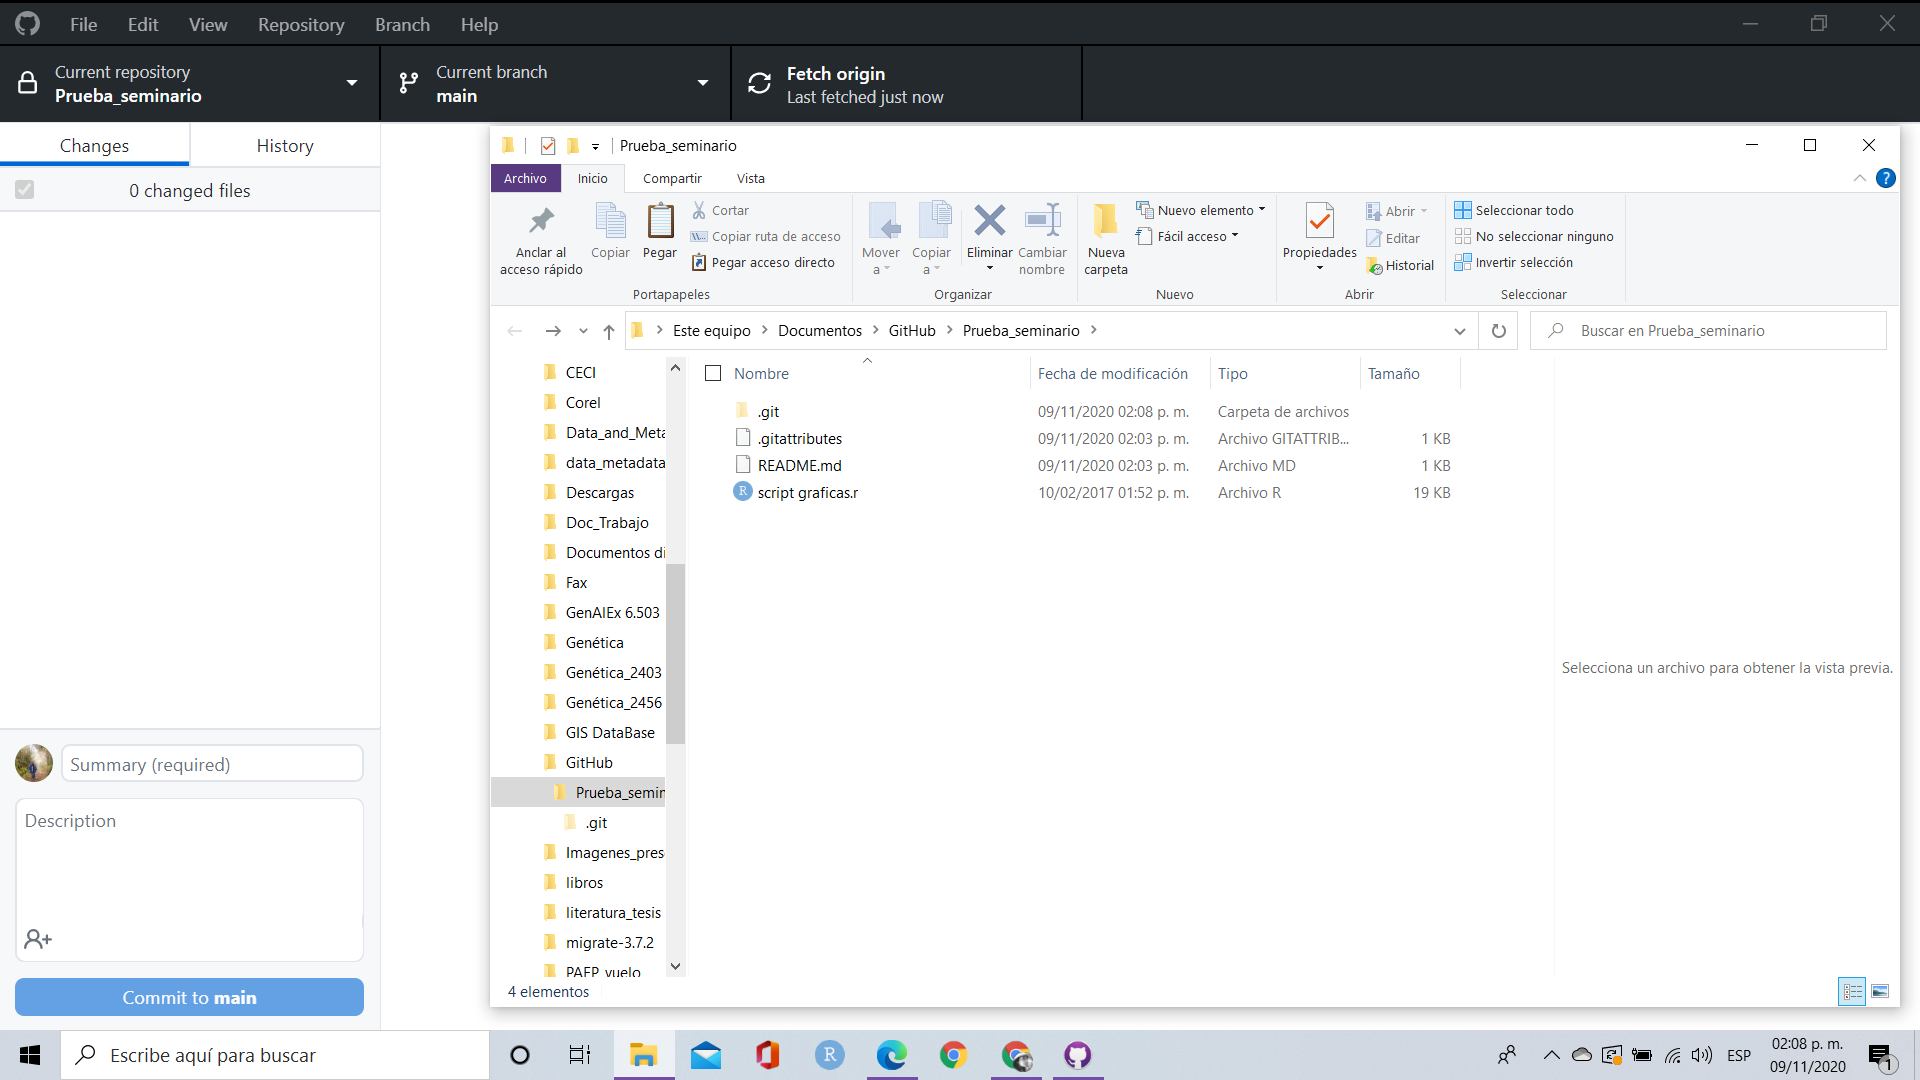 File Edit View Repository Branch Help
Current repository
Prueba_seminario
Current branch
main
Fetch origin
Last fetched just now
Changes History
0 changed files
Summary (required)
Description
Commit to main
Prueba_seminario
Archivo Inicio Compartir Vista
?
Anclar al
acceso rápido
Copiar
Pegar
Cortar
Copiar ruta de acceso
Pegar acceso directo
Portapapeles
Mover
a
Copiar
a
Eliminar
Cambiar
nombre
Organizar
Nueva
carpeta
Nuevo elemento
Fácil acceso
Nuevo
Propiedades
Abrir
Editar
Historial
Abrir
Seleccionar todo
No seleccionar ninguno
Invertir selección
Seleccionar
Este equipo > Documentos > GitHub > Prueba_seminario >
Buscar en Prueba_seminario
CECI
Corel
Data_and_Meta
data_metadata
Descargas
Doc_Trabajo
Documentos di
Fax
GenAlEx 6.503
Genética
Genética_2403
Genética_2456
GIS DataBase
GitHub
Prueba_semin
.git
Imagenes_pres
libros
literatura_tesis
migrate-3.7.2
PAEP_vuelo
Nombre Fecha de modificación Tipo Tamaño
.git 09/11/2020 02:08 p. m. Carpeta de archivos
.gitattributes 09/11/2020 02:03 p. m. Archivo GITATTRIB... 1 KB
README.md 09/11/2020 02:03 p. m. Archivo MD 1 KB
R script graficas.r 10/02/2017 01:52 p. m. Archivo R 19 KB
Selecciona un archivo para obtener la vista previa.
4 elementos
Escribe aquí para buscar
R
ESP
02:08 p. m.
09/11/2020
1